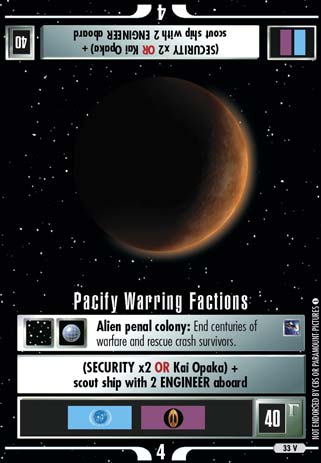 4
40
(SECURITY x2 OR Kai Opaka) +
scout ship with 2 ENGINEER aboard
Pacify Warring Factions
Alien penal colony: End centuries of
warfare and rescue crash survivors.
(SECURITY x2 OR Kai Opaka) +
scout ship with 2 ENGINEER aboard
40
Γ
NOT ENDORSED BY CBS OR PARAMOUNT PICTURES
33 V
4